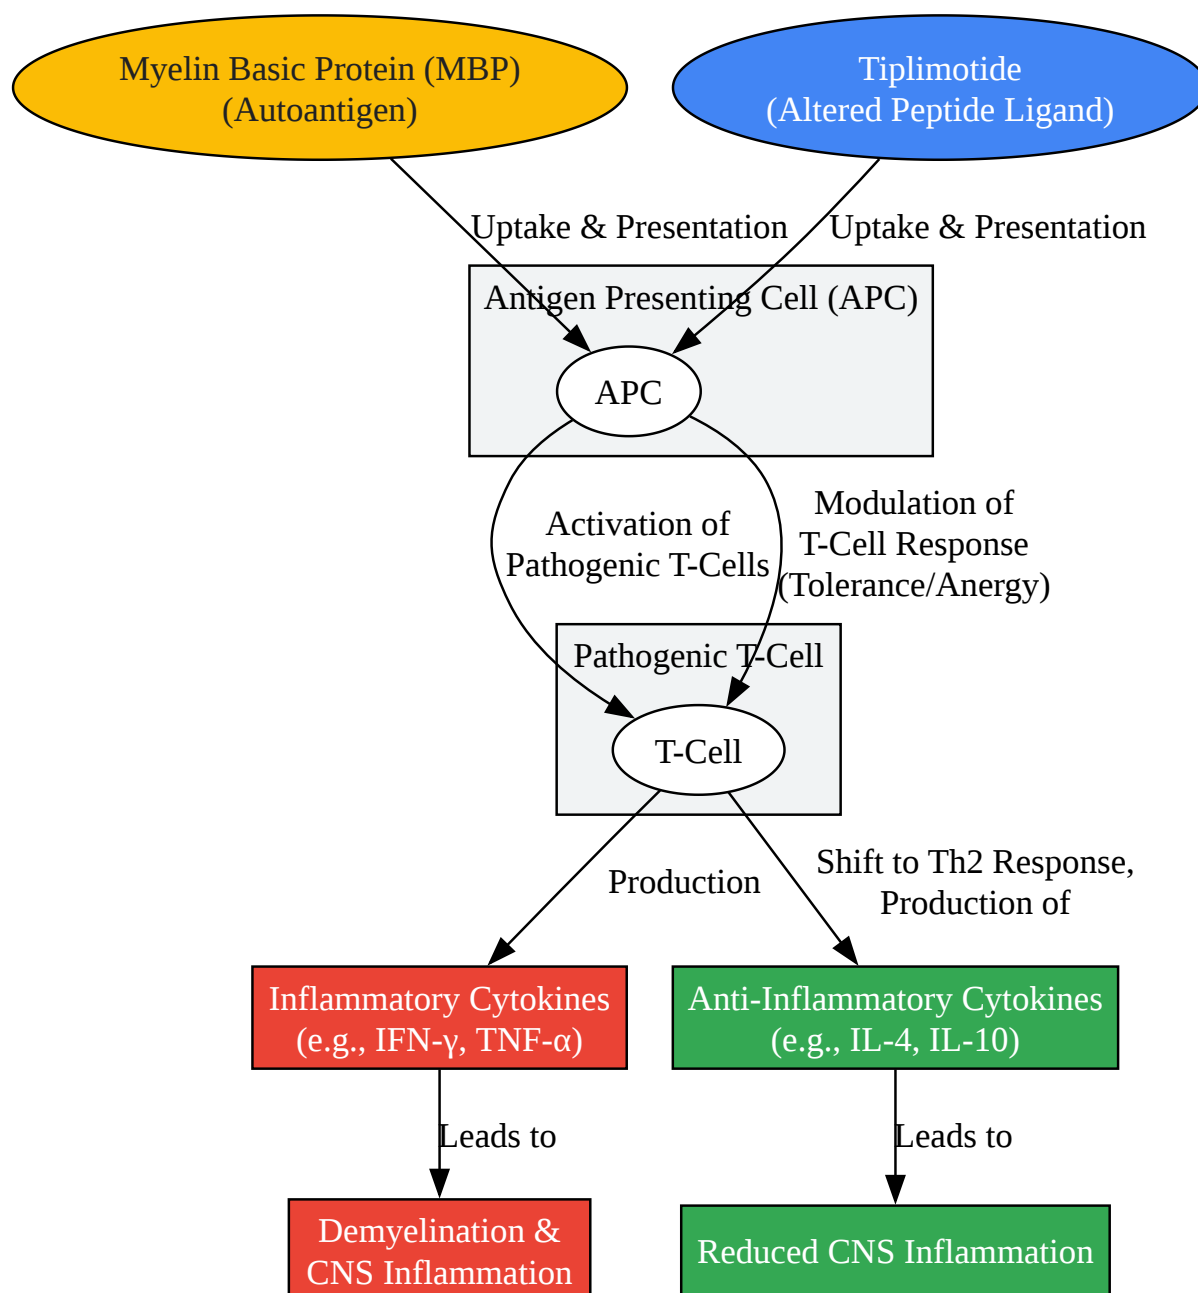 Myelin Basic Protein (MBP)
(Autoantigen)
Tiplimotide
(Altered Peptide Ligand)
Uptake & Presentation
Uptake & Presentation
Antigen Presenting Cell (APC)
APC
Activation of
Pathogenic T-Cells
Modulation of
T-Cell Response
(Tolerance/Anergy)
Pathogenic T-Cell
T-Cell
Production
Shift to Th2 Response,
Production of
Inflammatory Cytokines
(e.g., IFN-γ, TNF-α)
Anti-Inflammatory Cytokines
(e.g., IL-4, IL-10)
Leads to
Leads to
Demyelination &
CNS Inflammation
Reduced CNS Inflammation